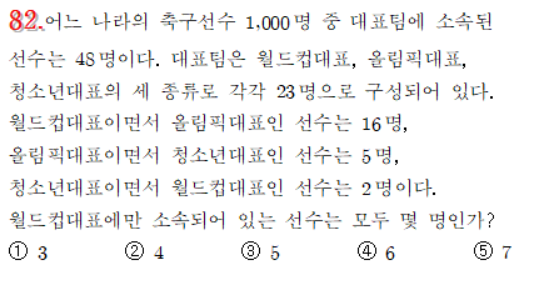 82.어느 나라의 축구선수 1,000명 중 대표팀에 소속된
선수는 48명이다. 대표팀은 월드컵대표, 올림픽대표,
청소년대표의 세 종류로 각각 23명으로 구성되어 있다.
월드컵대표이면서 올림픽대표인 선수는 16명,
올림픽대표이면서 청소년대표인 선수는 5명,
청소년대표이면서 월드컵대표인 선수는 2명이다.
월드컵대표에만 소속되어 있는 선수는 모두 몇 명인가?
① 3 ② 4 ③ 5 ④ 6 ⑤ 7